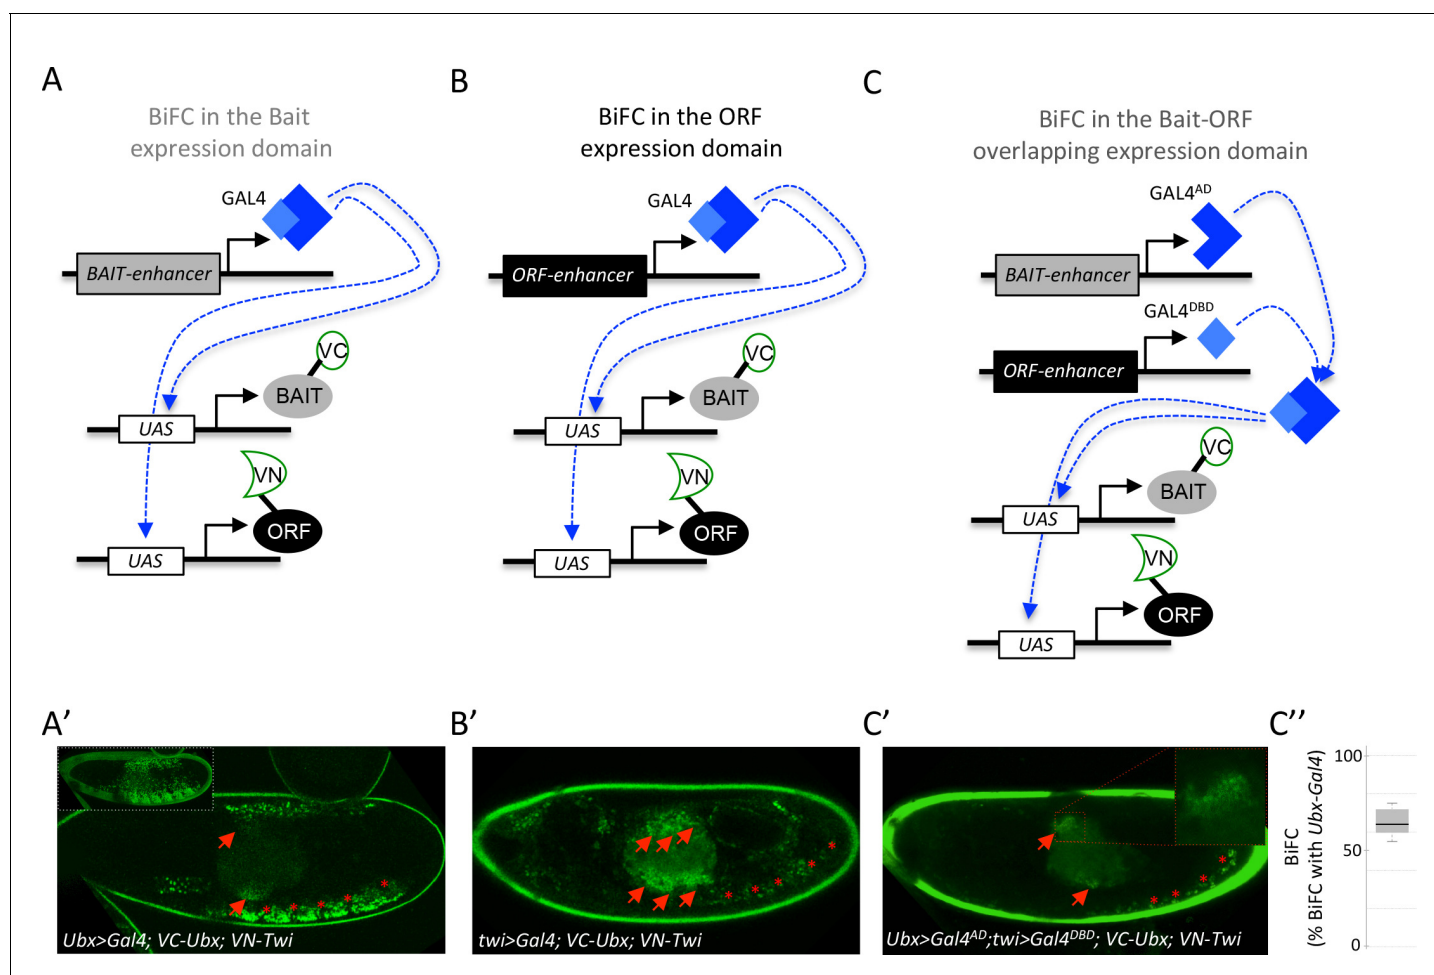 A
BiFC in the Bait
expression domain
GAL4
BAIT-enhancer
VC
BAIT
UAS
VN
ORF
UAS
B
BiFC in the ORF
expression domain
GAL4
ORF-enhancer
VC
BAIT
UAS
VN
ORF
UAS
C
BiFC in the Bait-ORF
overlapping expression domain
GAL4AD
BAIT-enhancer
GAL4DBD
ORF-enhancer
VC
BAIT
UAS
VN
ORF
UAS
A’
* * * * *
Ubx>Gal4; VC-Ubx; VN-Twi
B’
* * * * *
twi>Gal4; VC-Ubx; VN-Twi
C’
* * * * *
Ubx>Gal4AD;twi>Gal4DBD; VC-Ubx; VN-Twi
C’’
BiFC
(% BiFC with Ubx-Gal4)
100
50
0